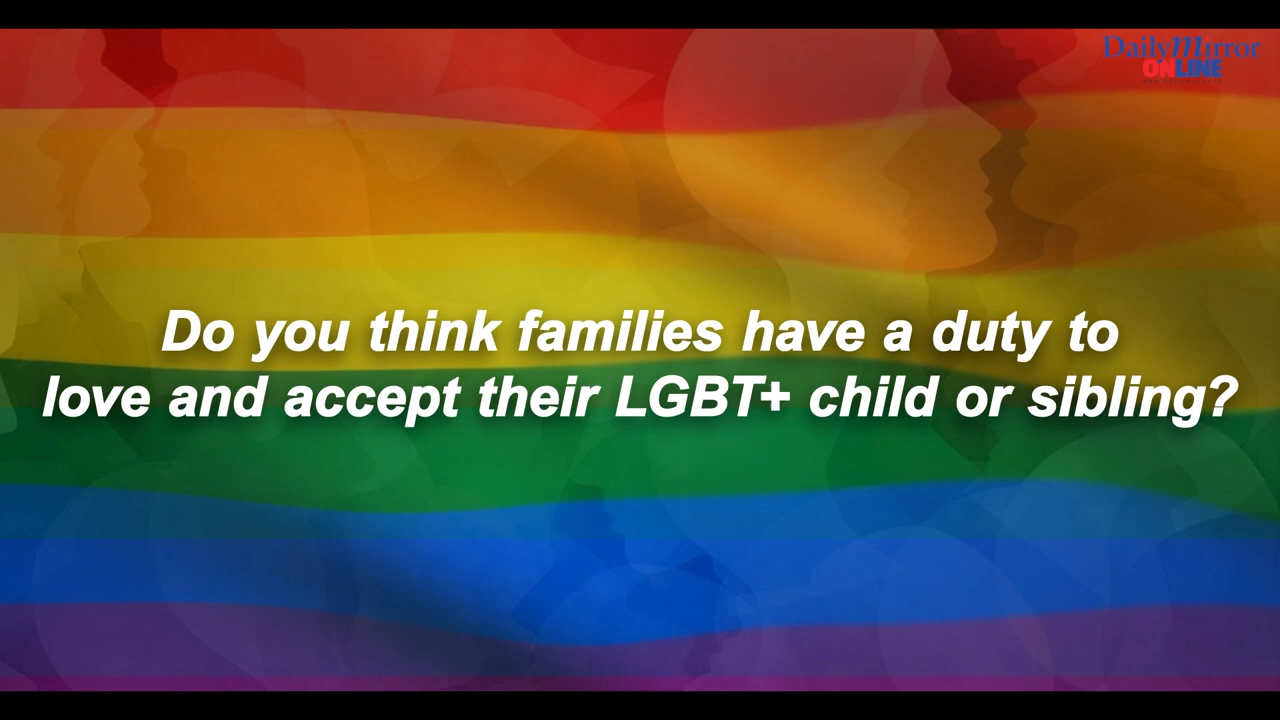 DailyMirror
ONLINE
Do you think families have a duty to
love and accept their LGBT+ child or sibling?